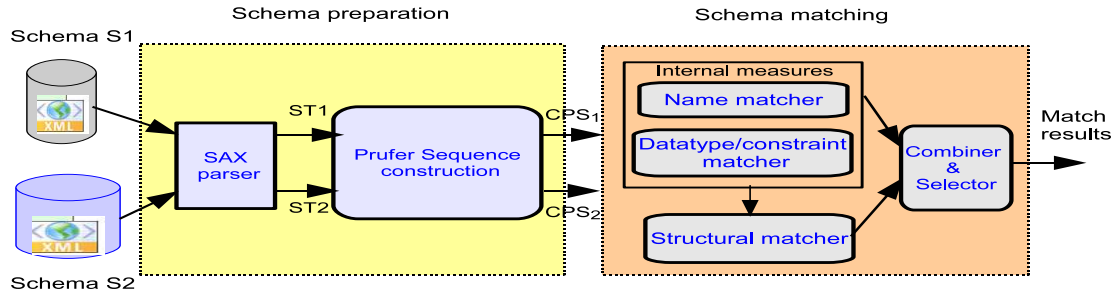 Schema preparation
Schema matching
Schema S1
XML
Schema S2
XML
SAX
parser
ST1
ST2
Prufer Sequence
construction
CPS1
CPS2
Internal measures
Name matcher
Datatype/constraint
matcher
Structural matcher
Combiner
&
Selector
Match
results